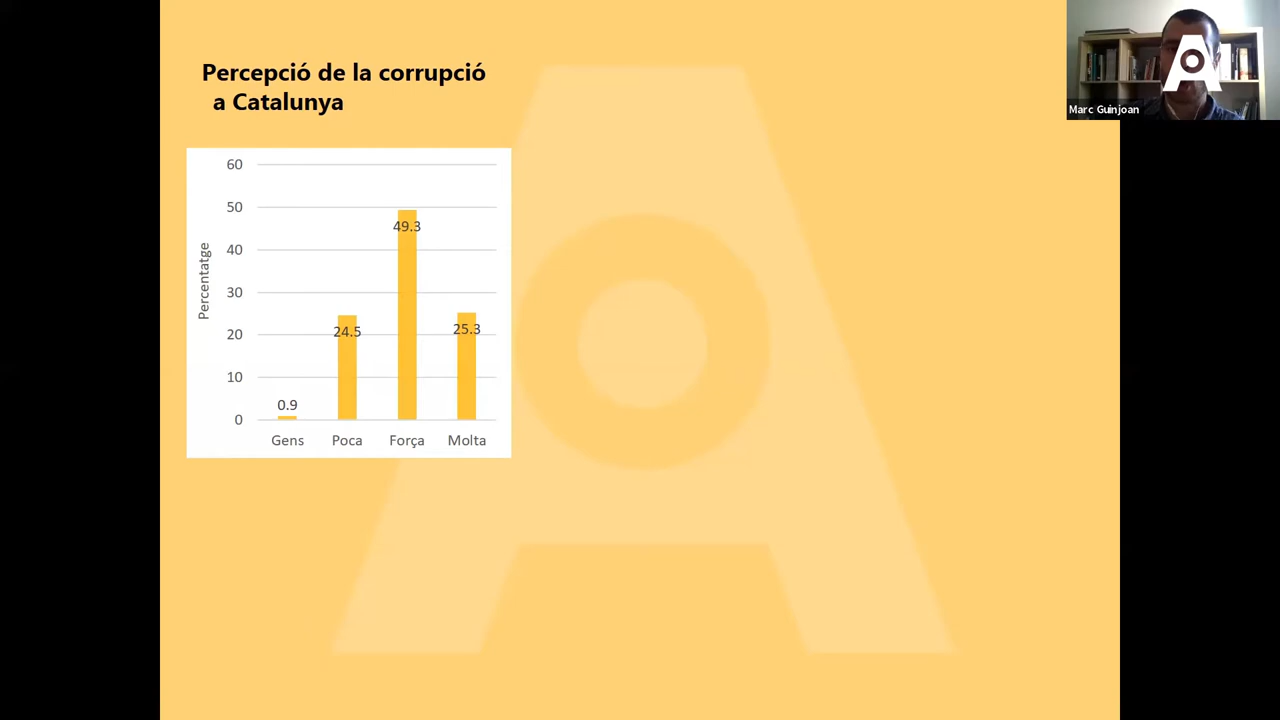 Percepció de la corrupció
a Catalunya
Marc Guinjoan
Percentatge
60
50
40
30
20
10
0
0.9
24.5
49.3
25.3
Gens
Poca
Força
Molta